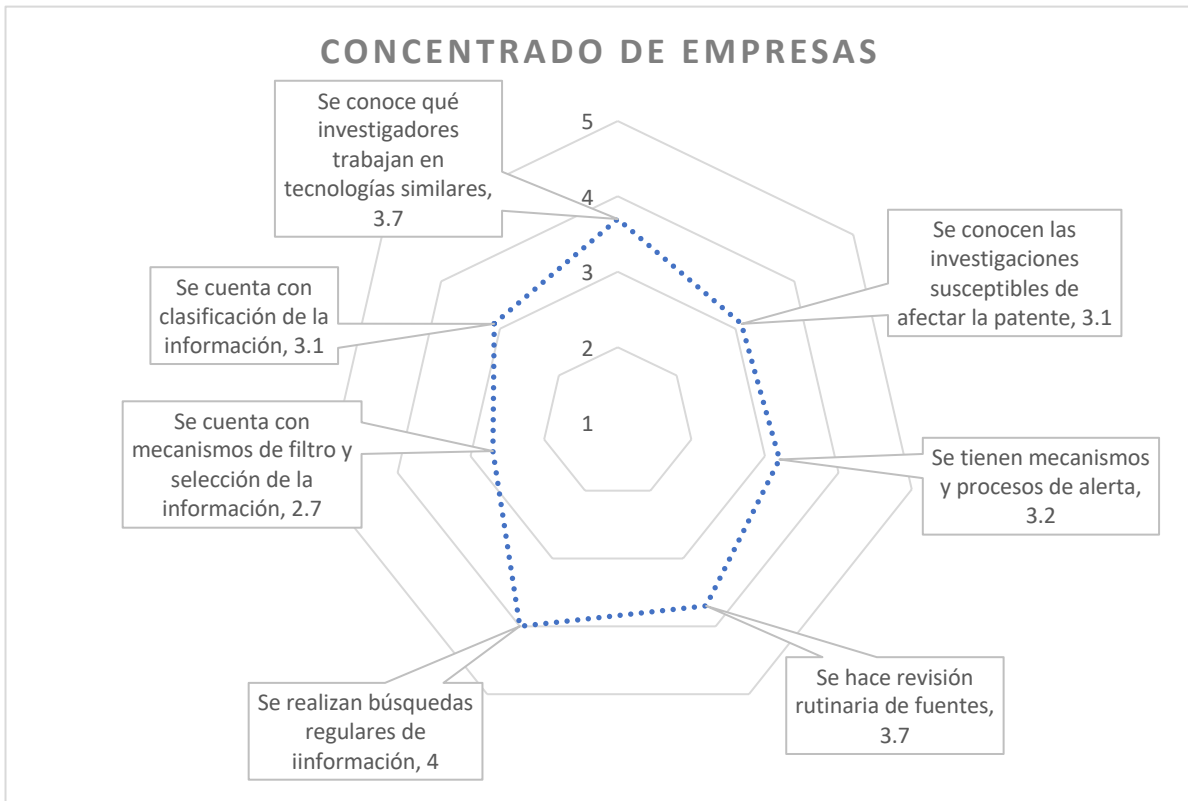 CONCENTRADO DE EMPRESAS
Se conoce qué
investigadores
trabajan en
tecnologías similares,
3.7
5
4
3
2
1
Se conocen las
investigaciones
susceptibles de
afectar la patente, 3.1
Se cuenta con
clasificación de la
información, 3.1
Se cuenta con
mecanismos de filtro y
selección de la
información, 2.7
Se tienen mecanismos
y procesos de alerta,
3.2
Se realizan búsquedas
regulares de
iinformación, 4
Se hace revisión
rutinaria de fuentes,
3.7